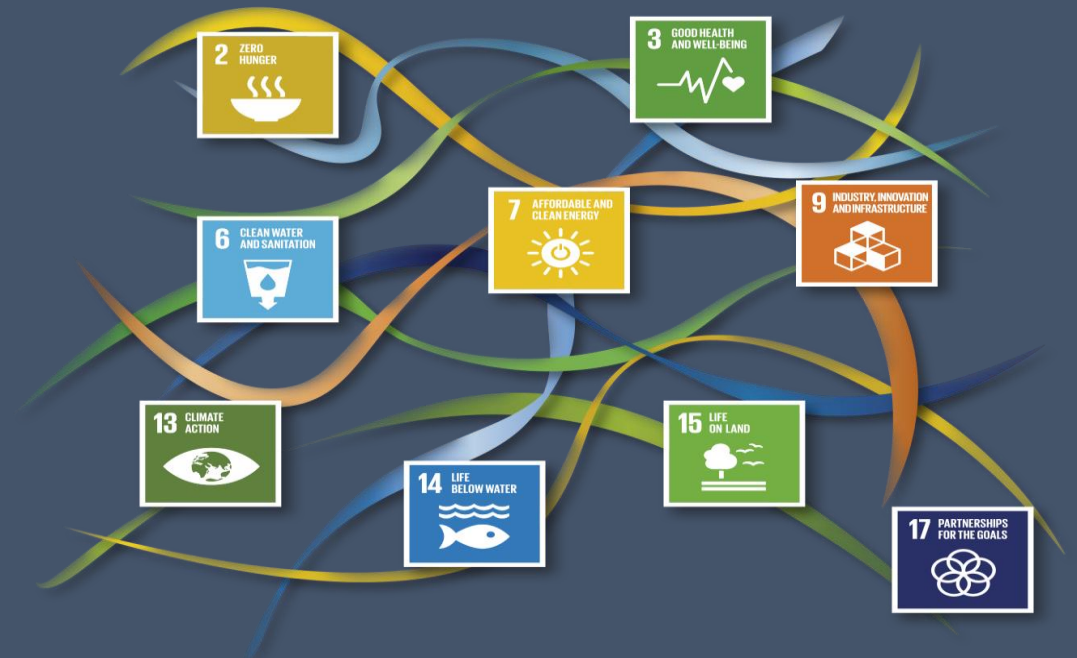 2 ZERO
HUNGER
3 GOOD HEALTH
AND WELL-BEING
6 CLEAN WATER
AND SANITATION
7 AFFORDABLE AND
CLEAN ENERGY
9 INDUSTRY, INNOVATION
AND INFRASTRUCTURE
13 CLIMATE
ACTION
14 LIFE
BELOW WATER
15 LIFE
ON LAND
17 PARTNERSHIPS
FOR THE GOALS